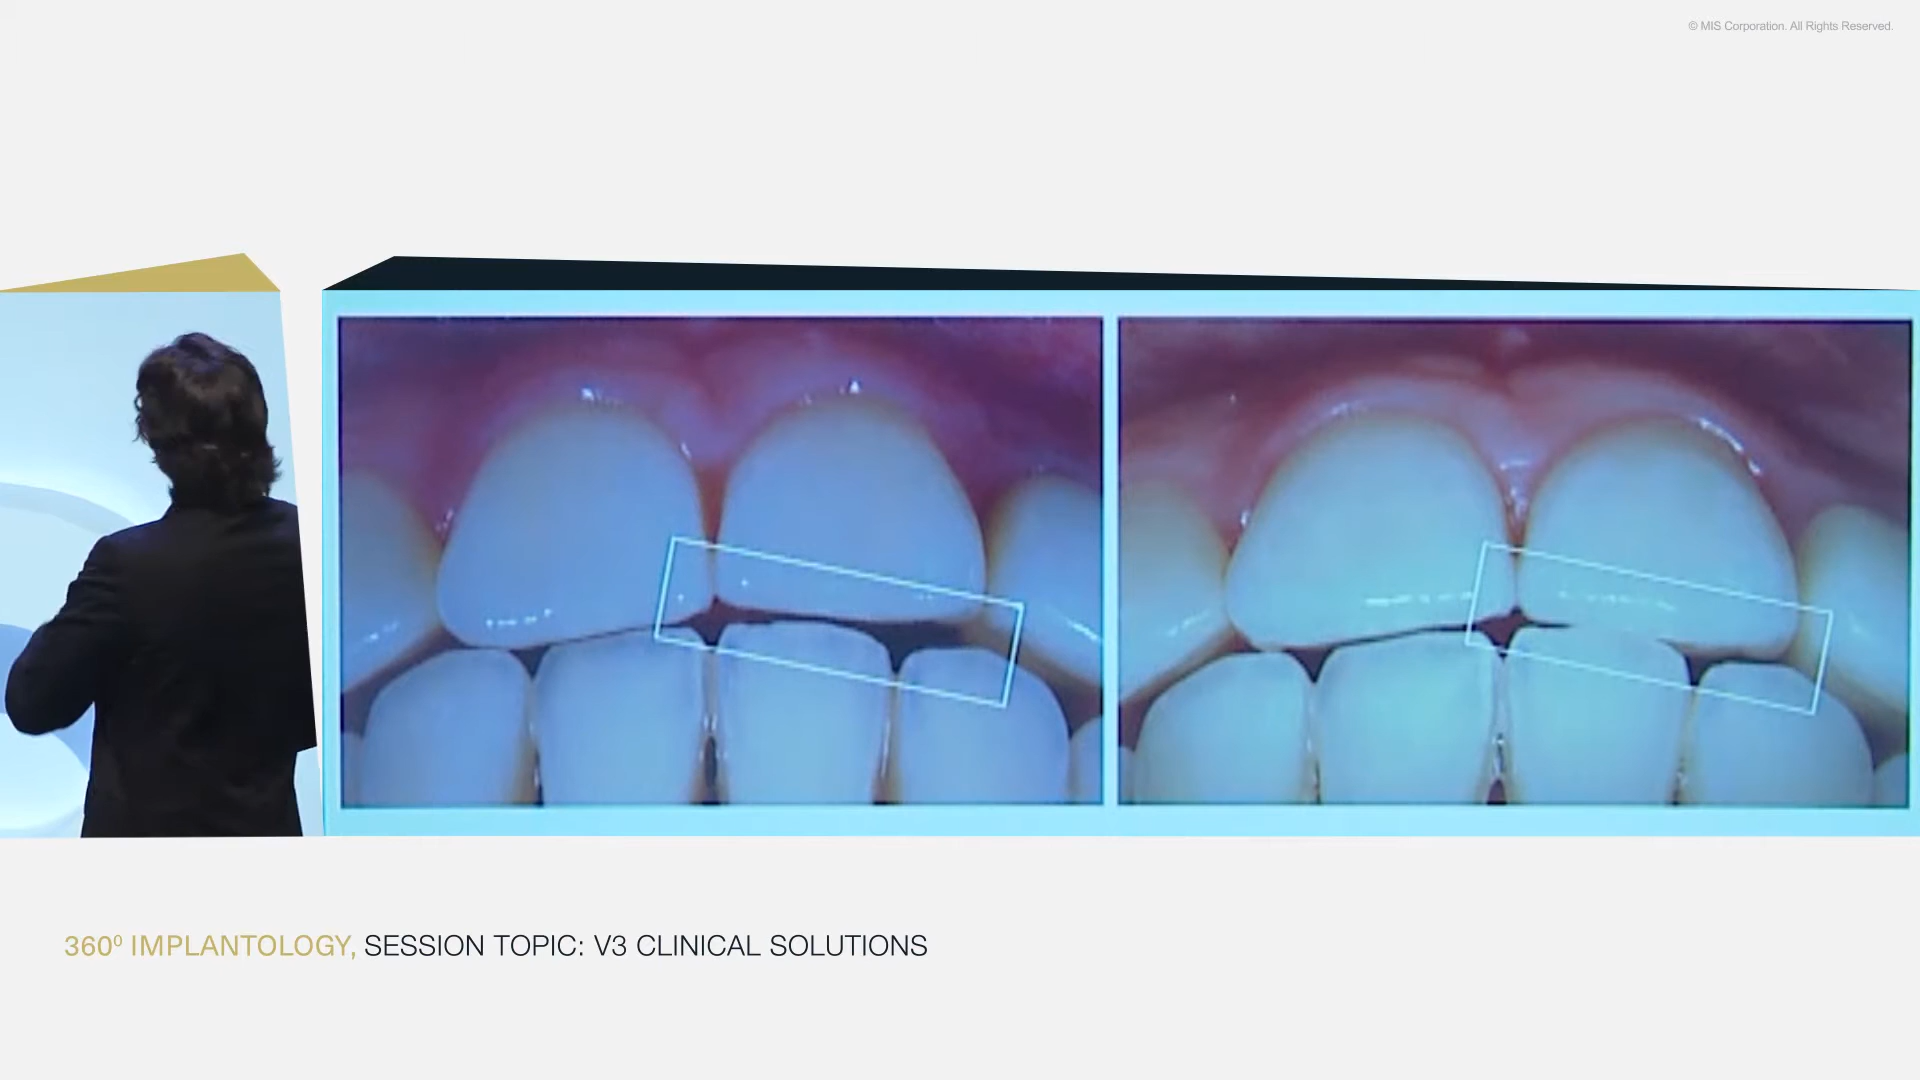 © MIS Corporation. All Rights Reserved.
360⁰ IMPLANTOLOGY, SESSION TOPIC: V3 CLINICAL SOLUTIONS